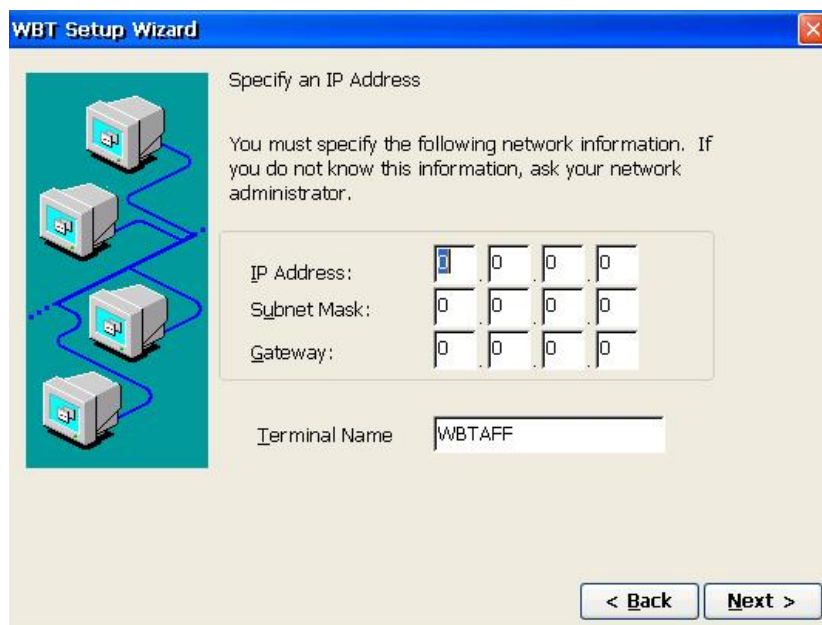 WBT Setup Wizard
Specify an IP Address
You must specify the following network information. If
you do not know this information, ask your network
administrator.
IP Address: 0 . 0 . 0 . 0
Subnet Mask: 0 . 0 . 0 . 0
Gateway: 0 . 0 . 0 . 0
Terminal Name WBTAFF
< Back Next >